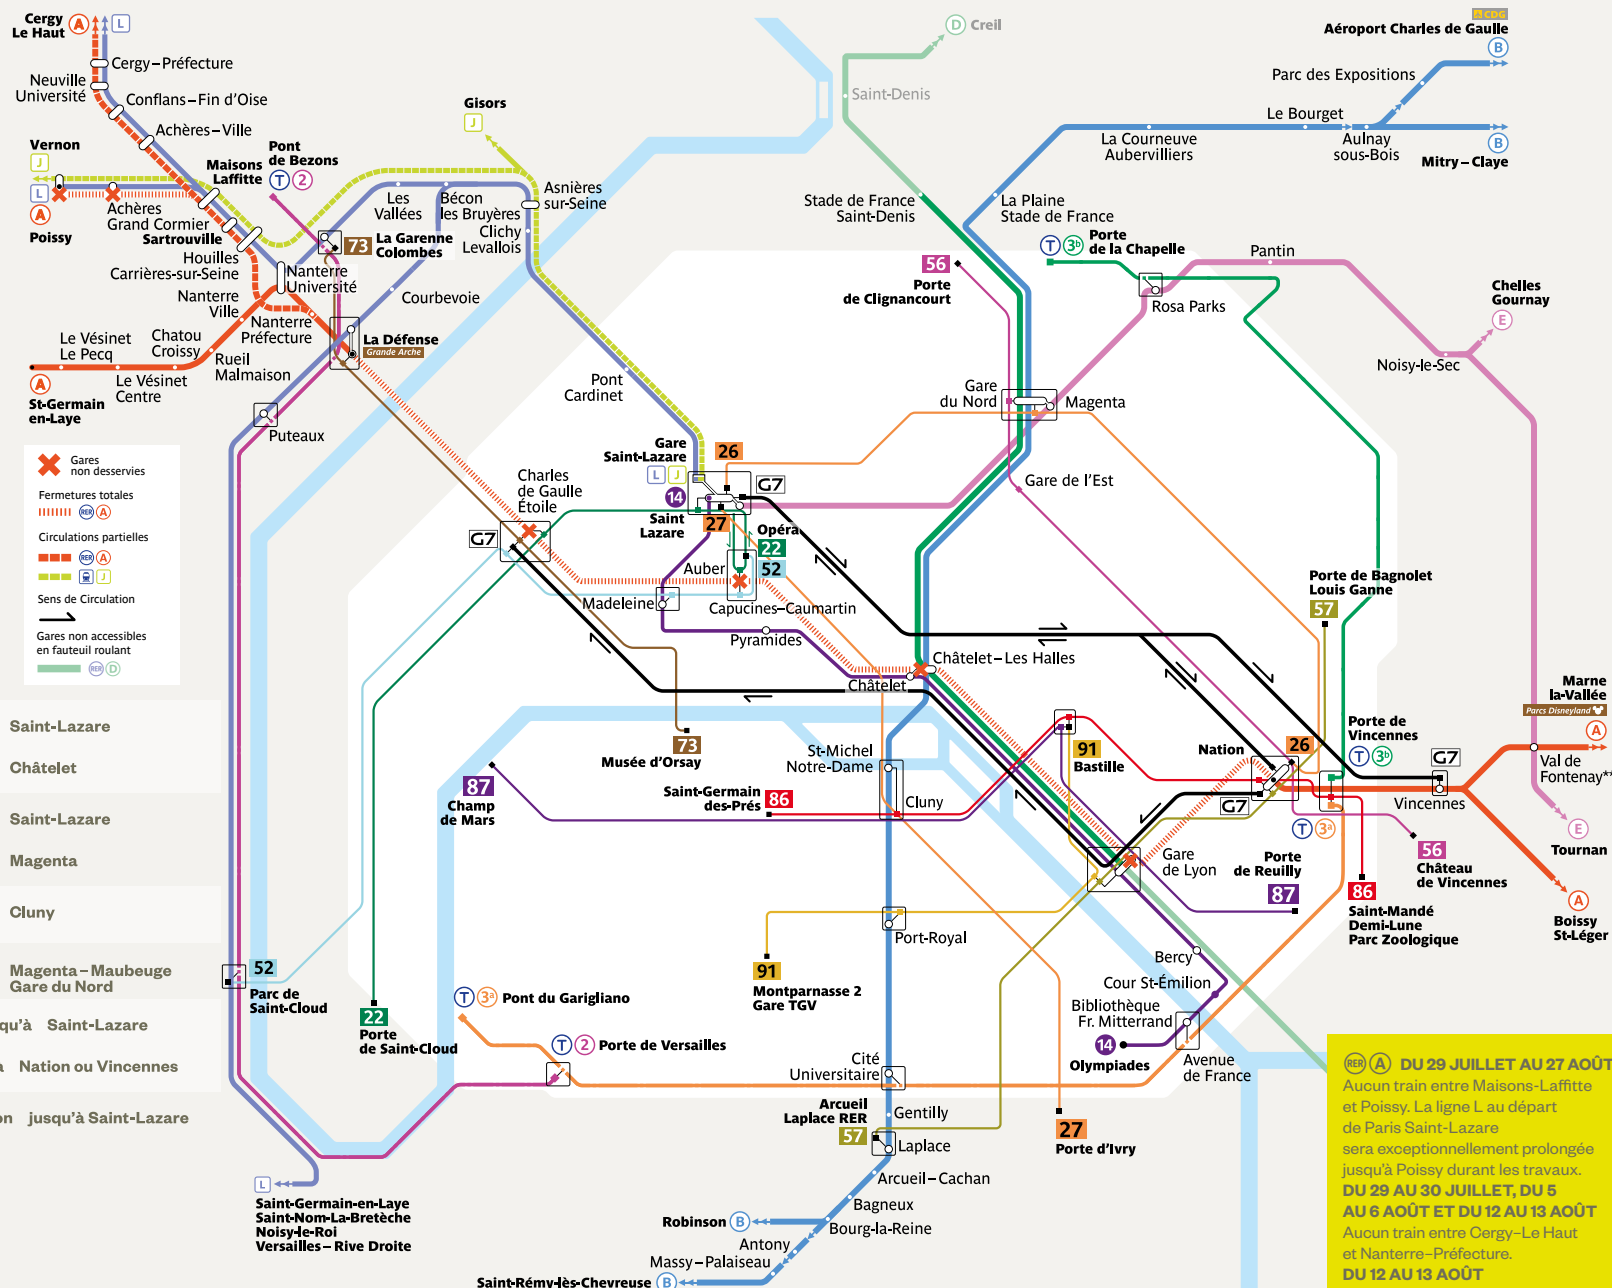 Cergy
Le Haut
A
L
Cergy–Préfecture
Neuville
Université
Conflans–Fin d'Oise
Achères–Ville
Vernon
J
L
A
Poissy
Maisons
Laffitte
Pont
de Bezons
T 2
Achères
Grand Cormier
Sartrouville
Houilles
Carrières-sur-Seine
Nanterre
Université
Nanterre
Ville
Nanterre
Préfecture
73
La Garenne
Colombes
Les
Vallées
Bécon
les Bruyères
Clichy
Levallois
Gisors
J
Asnières
sur-Seine
Courbevoie
La Défense
Grande Arche
Le Vésinet
Le Pecq
Chatou
Croissy
Rueil
Malmaison
Le Vésinet
Centre
A
St-Germain
en-Laye
Puteaux
Pont
Cardinet
D Creil
Saint-Denis
Stade de France
Saint-Denis
CDG
Aéroport Charles de Gaulle
B
Parc des Expositions
Le Bourget
La Courneuve
Aubervilliers
Aulnay
sous-Bois
B
Mitry–Claye
La Plaine
Stade de France
T 3b
Porte
de la Chapelle
Pantin
56
Porte
de Clignancourt
Rosa Parks
Chelles
Gournay
E
Noisy-le-Sec
Gare
du Nord
Magenta
Gare de l'Est
Gares
non desservies
Fermetures totales
RER A
Circulations partielles
RER A
J
Sens de Circulation
Gares non accessibles
en fauteuil roulant
RER D
Gare
Saint-Lazare
L J
14
Saint
Lazare
26
G7
27
Opéra
22
52
Charles
de Gaulle
Étoile
G7
Auber
Madeleine
Capucines–Caumartin
Pyramides
Châtelet–Les Halles
Châtelet
Porte de Bagnolet
Louis Ganne
57
Saint-Lazare
Châtelet
Saint-Lazare
Magenta
Cluny
Magenta–Maubeuge
Gare du Nord
qu'à Saint-Lazare
a Nation ou Vincennes
on jusqu'à Saint-Lazare
73
Musée d'Orsay
St-Michel
Notre-Dame
91
Bastille
Nation
26
Porte de
Vincennes
T 3b
G7
Marne
la-Vallée
Parcs Disneyland
A
Val de
Fontenay**
Vincennes
G7
87
Champ
de Mars
Saint-Germain
des-Prés
86
Cluny
T 3a
E
Tournan
Gare
de Lyon
Porte
de Reuilly
87
56
Château
de Vincennes
86
Saint-Mandé
Demi-Lune
Parc Zoologique
A
Boissy
St-Léger
Port-Royal
Bercy
Cour St-Émilion
91
Montparnasse 2
Gare TGV
52
Parc de
Saint-Cloud
22
Porte
de Saint-Cloud
T 3a Pont du Garigliano
T 2 Porte de Versailles
Bibliothèque
Fr. Mitterrand
14
Olympiades
Avenue
de France
Cité
Universitaire
Arcueil
Laplace RER
57
Gentilly
Laplace
27
Porte d'Ivry
Arcueil–Cachan
Bagneux
Robinson B
Bourg-la-Reine
Antony
Massy–Palaiseau
Saint-Rémy-lès-Chevreuse B
L
Saint-Germain-en-Laye
Saint-Nom-La-Bretèche
Noisy-le-Roi
Versailles–Rive Droite
RER A DU 29 JUILLET AU 27 AOÛT
Aucun train entre Maisons-Laffitte
et Poissy. La ligne L au départ
de Paris Saint-Lazare
sera exceptionnellement prolongée
jusqu'à Poissy durant les travaux.
DU 29 AU 30 JUILLET, DU 5
AU 6 AOÛT ET DU 12 AU 13 AOÛT
Aucun train entre Cergy–Le Haut
et Nanterre–Préfecture.
DU 12 AU 13 AOÛT